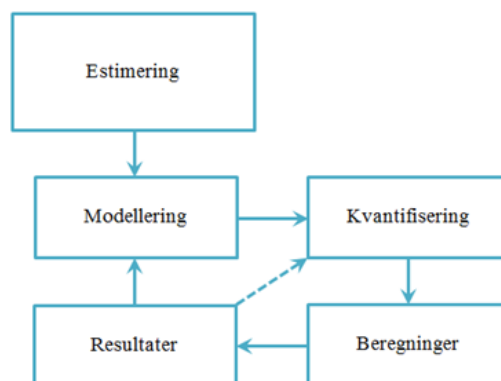 Estimering
Modellering
Kvantifisering
Resultater
Beregninger